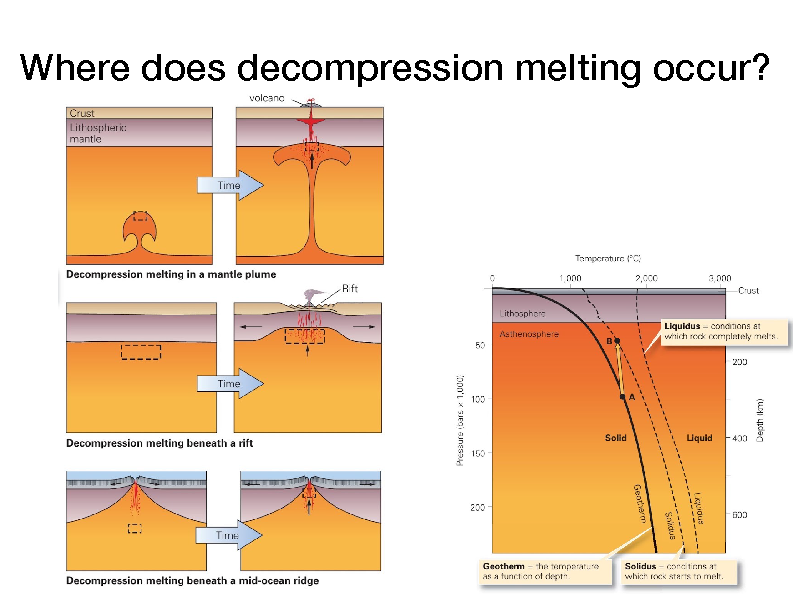 Where does decompression melting occur?
volcano
Crust
Lithospheric
mantle
Time
Decompression melting in a mantle plume
Rift
Time
Decompression melting beneath a rift
Time
Decompression melting beneath a mid-ocean ridge
Temperature (°C)
0 1,000 2,000 3,000
Crust
Lithosphere
Asthenosphere
Liquidus = conditions at
which rock completely melts.
B
50
200
A
100
Pressure (bars × 1,000)
Depth (km)
Solid
Liquid
400
150
200
600
Geotherm
Solidus
Liquidus
Geotherm = the temperature
as a function of depth.
Solidus = conditions at
which rock starts to melt.